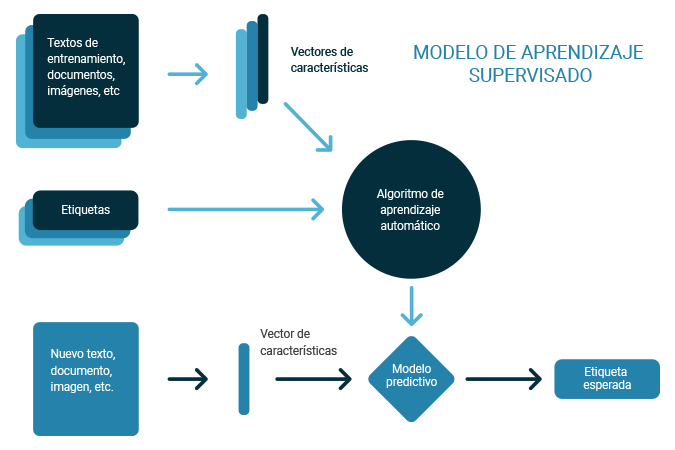 MODELO DE APRENDIZAJE
SUPERVISADO
Textos de
entrenamiento,
documentos,
imágenes, etc
Vectores de
características
Etiquetas
Algoritmo de
aprendizaje
automático
Nuevo texto,
documento,
imagen, etc.
Vector de
características
Modelo
predictivo
Etiqueta
esperada